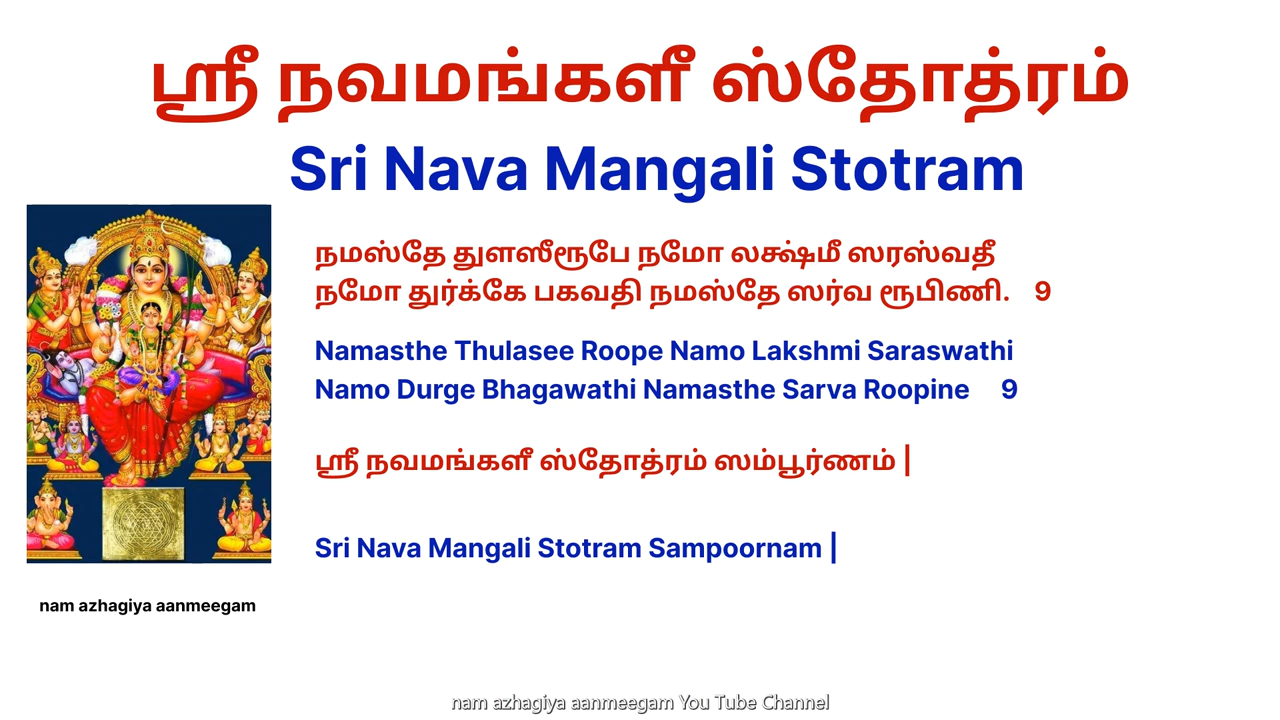 ஸ்ரீ நவமங்களீ ஸ்தோத்ரம்
Sri Nava Mangali Stotram
நமஸ்தே துளஸீரூபே நமோ லக்ஷ்மீ ஸரஸ்வதீ
நமோ துர்க்கே பகவதி நமஸ்தே ஸர்வ ரூபிணி. 9
Namasthe Thulasee Roope Namo Lakshmi Saraswathi
Namo Durge Bhagawathi Namasthe Sarva Roopine 9
ஸ்ரீ நவமங்களீ ஸ்தோத்ரம் ஸம்பூர்ணம் |
Sri Nava Mangali Stotram Sampoornam |
nam azhagiya aanmeegam
nam azhagiya aanmeegam You Tube Channel